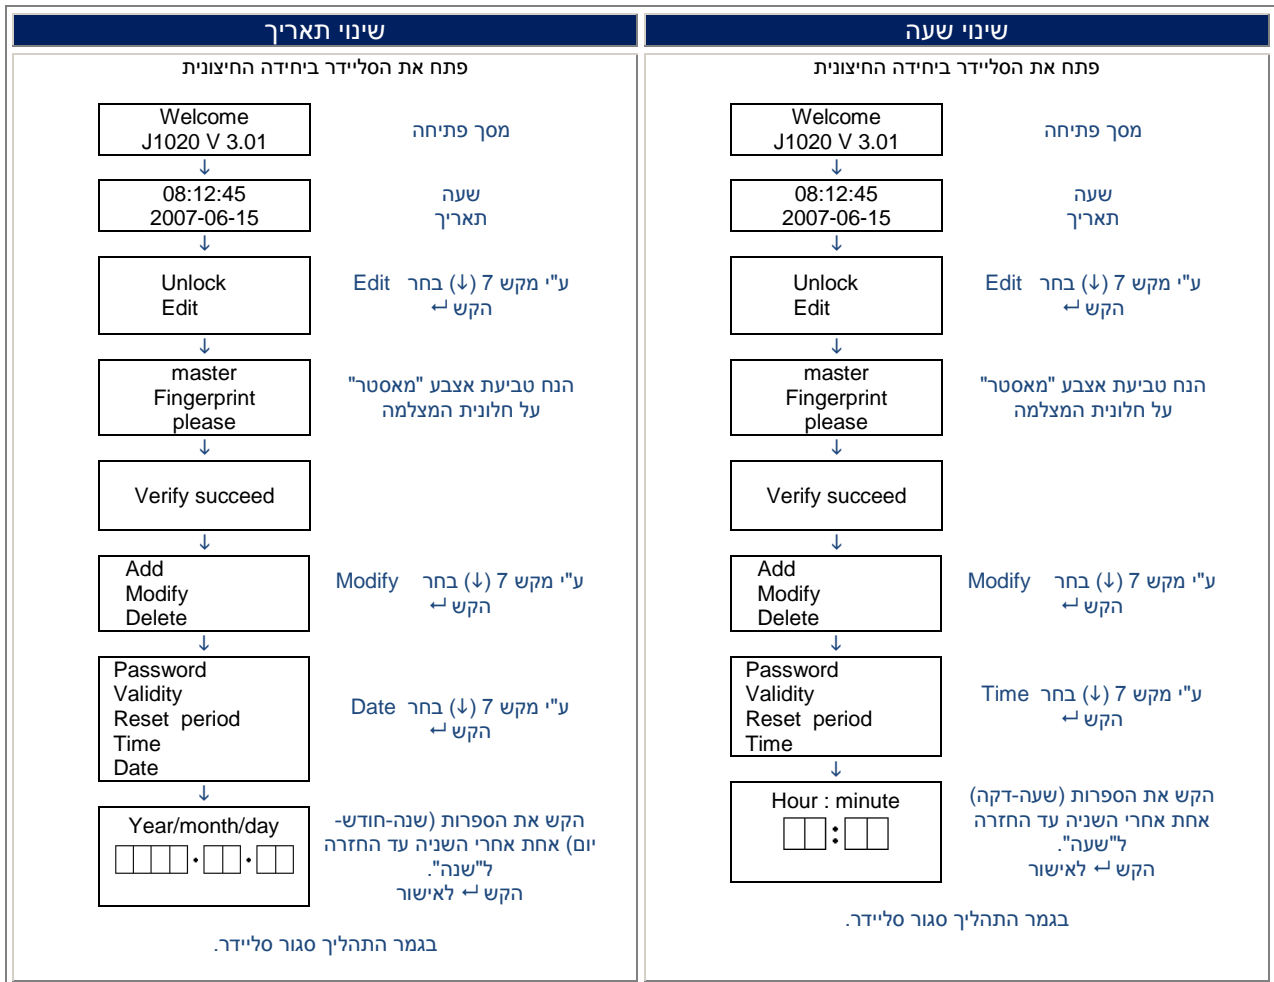 שינוי שעה
פתח את הסליידר ביחידה החיצונית
Welcome
J1020 V 3.01
מסך פתיחה
↓
08:12:45
2007-06-15
שעה
תאריך
↓
Unlock
Edit
ע"י מקש 7 (↓) בחר Edit
הקש ↵
↓
master
Fingerprint
please
הנח טביעת אצבע "מאסטר"
על חלונית המצלמה
↓
Verify succeed
↓
Add
Modify
Delete
ע"י מקש 7 (↓) בחר Modify
הקש ↵
↓
Password
Validity
Reset period
Time
ע"י מקש 7 (↓) בחר Time
הקש ↵
↓
Hour : minute
:
הקש את הספרות (שעה-דקה)
אחת אחרי השניה עד החזרה
ל"שעה".
הקש ↵ לאישור
בגמר התהליך סגור סליידר.
שינוי תאריך
פתח את הסליידר ביחידה החיצונית
Welcome
J1020 V 3.01
מסך פתיחה
↓
08:12:45
2007-06-15
שעה
תאריך
↓
Unlock
Edit
ע"י מקש 7 (↓) בחר Edit
הקש ↵
↓
master
Fingerprint
please
הנח טביעת אצבע "מאסטר"
על חלונית המצלמה
↓
Verify succeed
↓
Add
Modify
Delete
ע"י מקש 7 (↓) בחר Modify
הקש ↵
↓
Password
Validity
Reset period
Time
Date
ע"י מקש 7 (↓) בחר Date
הקש ↵
↓
Year/month/day
הקש את הספרות (שנה-חודש-
יום) אחת אחרי השניה עד החזרה
ל"שנה".
הקש ↵ לאישור
בגמר התהליך סגור סליידר.